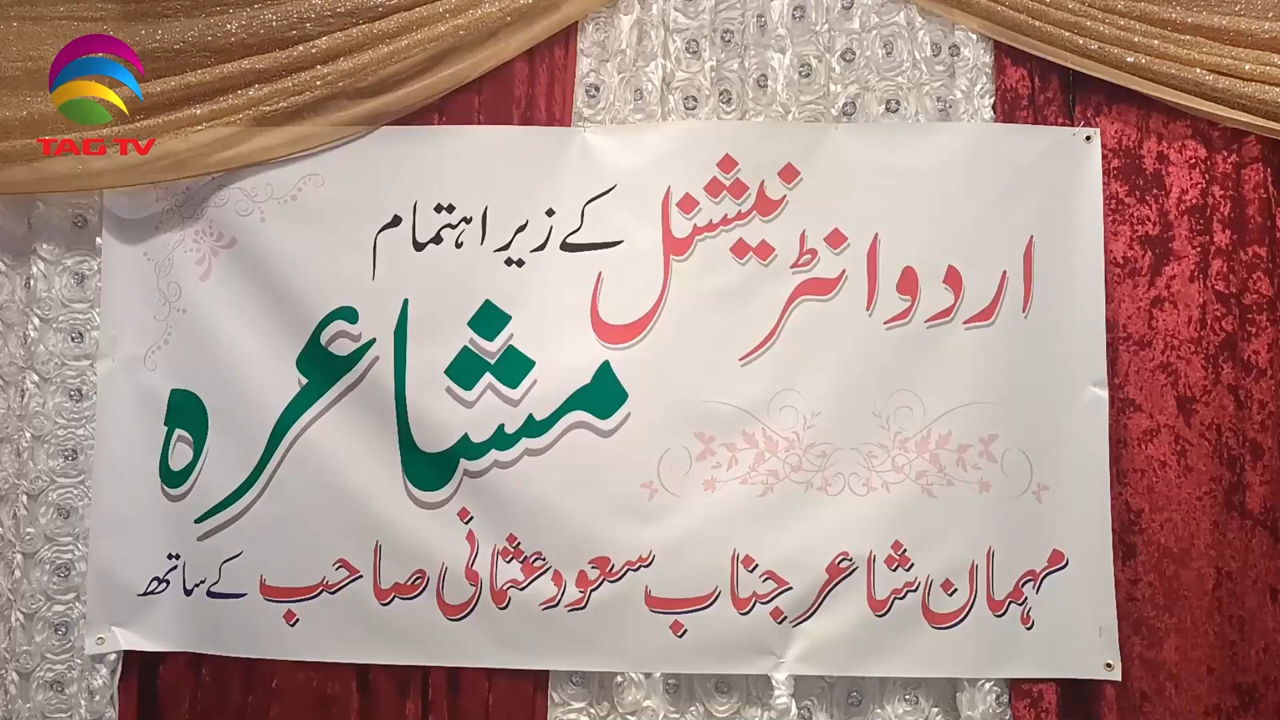 TAG TV
اردو انٹرنیشنل کے زیر اہتمام
مشاعرہ
مہمان شاعر جناب سعود عثمانی صاحب کے ساتھ